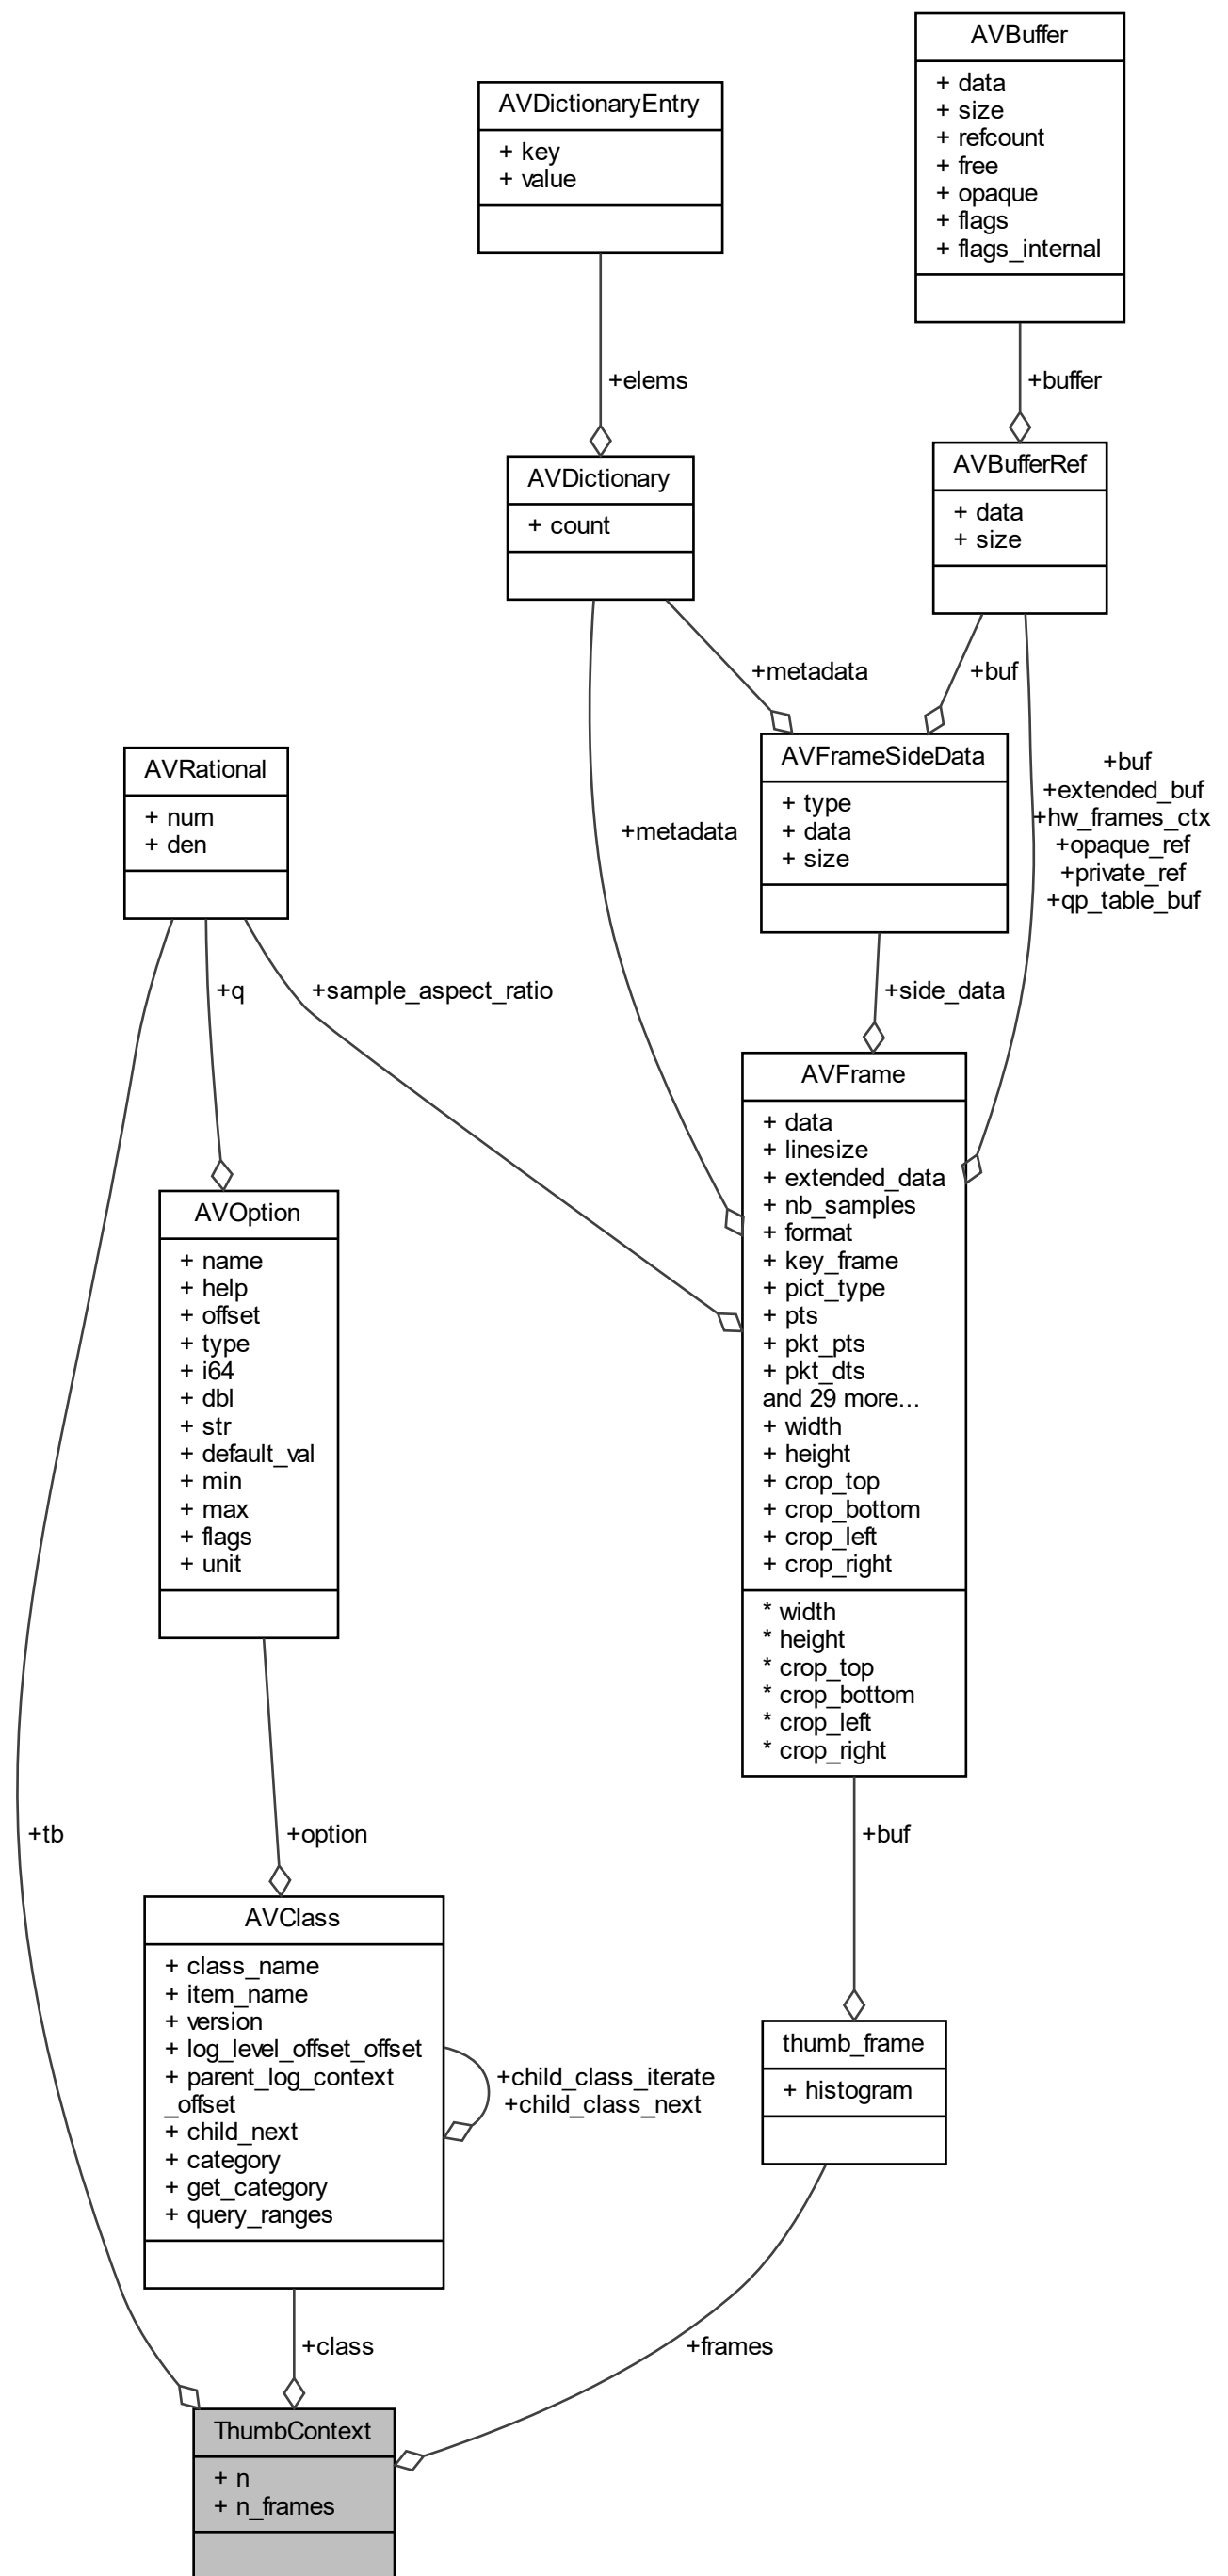 AVBuffer
+ data
+ size
+ refcount
+ free
+ opaque
+ flags
+ flags_internal
AVDictionaryEntry
+ key
+ value
+elems
+buffer
AVDictionary
+ count
AVBufferRef
+ data
+ size
+metadata
+buf
AVFrameSideData
+ type
+ data
+ size
+buf
+extended_buf
+hw_frames_ctx
+opaque_ref
+private_ref
+qp_table_buf
AVRational
+ num
+ den
+metadata
+q
+sample_aspect_ratio
+side_data
AVFrame
+ data
+ linesize
+ extended_data
+ nb_samples
+ format
+ key_frame
+ pict_type
+ pts
+ pkt_pts
+ pkt_dts
and 29 more...
+ width
+ height
+ crop_top
+ crop_bottom
+ crop_left
+ crop_right
* width
* height
* crop_top
* crop_bottom
* crop_left
* crop_right
AVOption
+ name
+ help
+ offset
+ type
+ i64
+ dbl
+ str
+ default_val
+ min
+ max
+ flags
+ unit
+tb
+option
+buf
AVClass
+ class_name
+ item_name
+ version
+ log_level_offset_offset
+ parent_log_context
_offset
+ child_next
+ category
+ get_category
+ query_ranges
+child_class_iterate
+child_class_next
thumb_frame
+ histogram
+class
+frames
ThumbContext
+ n
+ n_frames